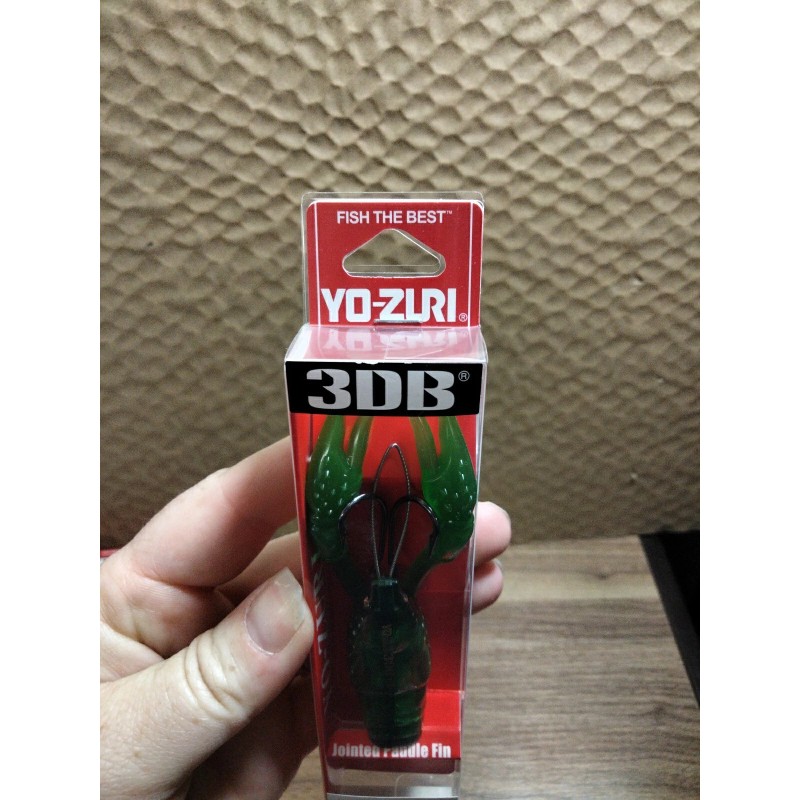 FISH THE BEST™
YO-ZURI®
3DB®
Jointed Paddle Fin